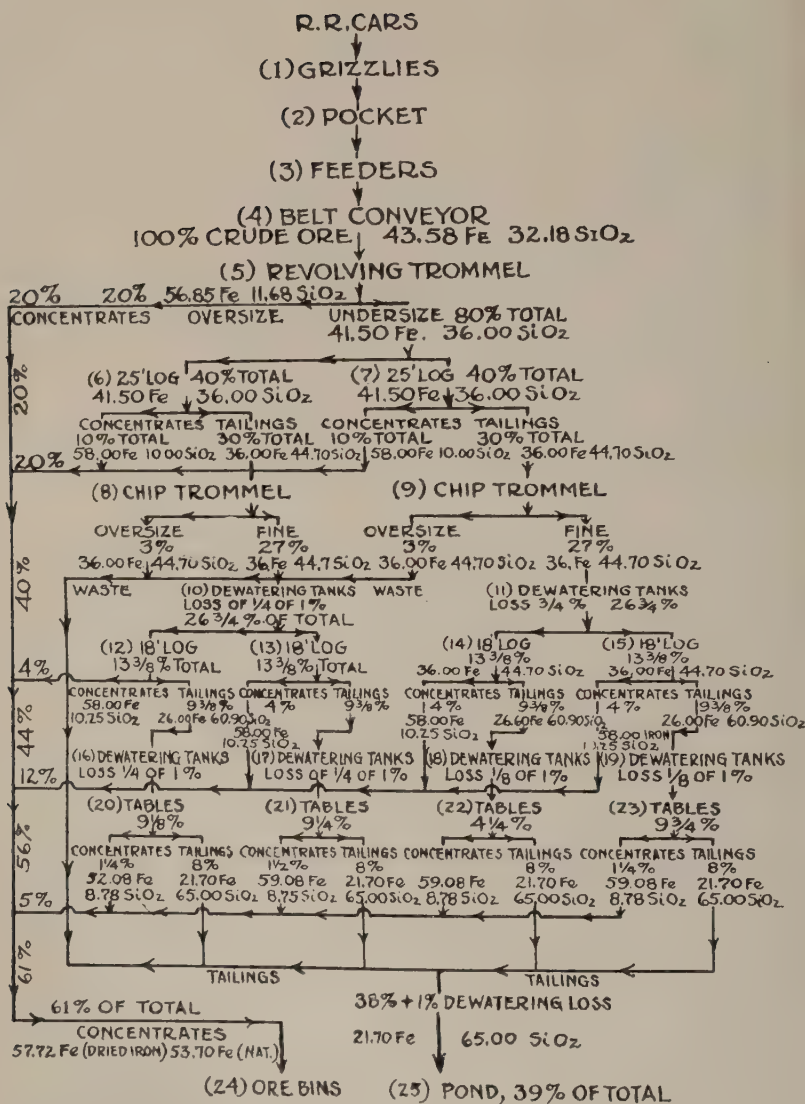 R.R. CARS
(1) GRIZZLIES
(2) POCKET
(3) FEEDERS
(4) BELT CONVEYOR
100% CRUDE ORE 43.58 Fe 32.18 SiO2
(5) REVOLVING TROMMEL
20% 20% 56.85 Fe 11.68 SiO2
CONCENTRATES OVERSIZE UNDERSIZE 80% TOTAL
41.50 Fe. 36.00 SiO2
20%
(6) 25' LOG 40% TOTAL (7) 25' LOG 40% TOTAL
41.50 Fe 36.00 SiO2 41.50 Fe 36.00 SiO2
CONCENTRATES TAILINGS CONCENTRATES TAILINGS
10% TOTAL 30% TOTAL 10% TOTAL 30% TOTAL
58.00 Fe 10.00 SiO2 36.00 Fe 44.70 SiO2 58.00 Fe 10.00 SiO2 36.00 Fe 44.70 SiO2
20%
(8) CHIP TROMMEL (9) CHIP TROMMEL
OVERSIZE FINE OVERSIZE FINE
3% 27% 3% 27%
36.00 Fe 44.70 SiO2 36 Fe 44.7 SiO2 36.00 Fe 44.70 SiO2 36. Fe 44.70 SiO2
40%
WASTE (10) DEWATERING TANKS WASTE (11) DEWATERING TANKS
LOSS OF 1/4 OF 1% LOSS 3/4 % 26 3/4 %
26 3/4 % OF TOTAL
(12) 18' LOG (13) 18' LOG (14) 18' LOG (15) 18' LOG
13 3/8 % TOTAL 13 3/8 % TOTAL 13 3/8 % 13 3/8 %
36.00 Fe 44.70 SiO2 36.00 Fe 44.70 SiO2
4%
CONCENTRATES TAILINGS CONCENTRATES TAILINGS CONCENTRATES TAILINGS CONCENTRATES TAILINGS
58.00 Fe 9 3/8 % 4% 9 3/8 % 14% 9 3/8 % 4% 9 3/8 %
10.25 SiO2 26.00 Fe 60.90 SiO2 58.00 Fe 58.00 Fe 26.60 Fe 60.90 SiO2 26.00 Fe 60.90 SiO2
10.25 SiO2 10.25 SiO2 58.00 IRON
44%
(16) DEWATERING TANKS (17) DEWATERING TANKS (18) DEWATERING TANKS (19) DEWATERING TANKS
LOSS 1/4 OF 1% LOSS OF 1/4 OF 1% LOSS 1/8 OF 1% LOSS 1/8 OF 1%
12%
(20) TABLES (21) TABLES (22) TABLES (23) TABLES
9 1/8 % 9 1/4 % 4 1/4 % 9 3/4 %
56%
CONCENTRATES TAILINGS CONCENTRATES TAILINGS CONCENTRATES TAILINGS CONCENTRATES TAILINGS
1 1/4 % 8% 1 1/2 % 8% 8% 1 1/4 % 8%
52.08 Fe 21.70 Fe 59.08 Fe 21.70 Fe 59.08 Fe 21.70 Fe 59.08 Fe 21.70 Fe
8.78 SiO2 65.00 SiO2 8.75 SiO2 65.00 SiO2 8.78 SiO2 65.00 SiO2 8.78 SiO2 65.00 SiO2
5%
61%
TAILINGS TAILINGS
61% OF TOTAL 38% + 1% DEWATERING LOSS
CONCENTRATES
57.72 Fe (DRIED IRON) 53.70 Fe (NAT.) 21.70 Fe 65.00 SiO2
(24) ORE BINS (25) POND, 39% OF TOTAL